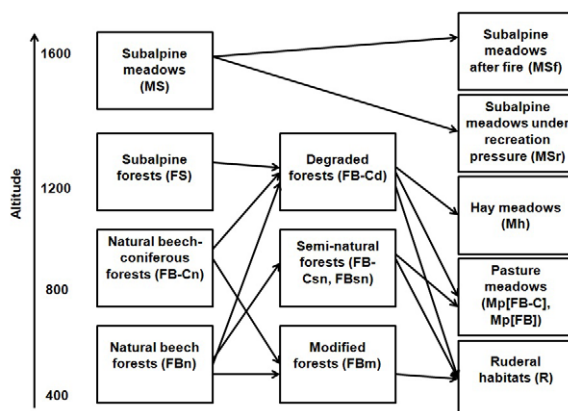 Altitude
1600
1200
800
400
Subalpine
meadows
(MS)
Subalpine
forests (FS)
Natural beech-
coniferous
forests (FB-Cn)
Natural beech
forests (FBn)
Degraded
forests (FB-Cd)
Semi-natural
forests (FB-
Csn, FBsn)
Modified
forests (FBm)
Subalpine
meadows
after fire (MSf)
Subalpine
meadows under
recreation
pressure (MSr)
Hay meadows
(Mh)
Pasture
meadows
(Mp[FB-C],
Mp[FB])
Ruderal
habitats (R)